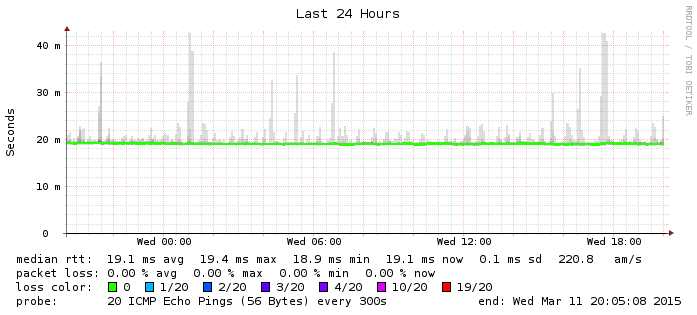 Last 24 Hours
RRDTOOL / TOBI OETIKER
Seconds
40 m
30 m
20 m
10 m
0
Wed 00:00 Wed 06:00 Wed 12:00 Wed 18:00
median rtt: 19.1 ms avg 19.4 ms max 18.9 ms min 19.1 ms now 0.1 ms sd 220.8 am/s
packet loss: 0.00 % avg 0.00 % max 0.00 % min 0.00 % now
loss color: 0 1/20 2/20 3/20 4/20 10/20 19/20
probe: 20 ICMP Echo Pings (56 Bytes) every 300s end: Wed Mar 11 20:05:08 2015